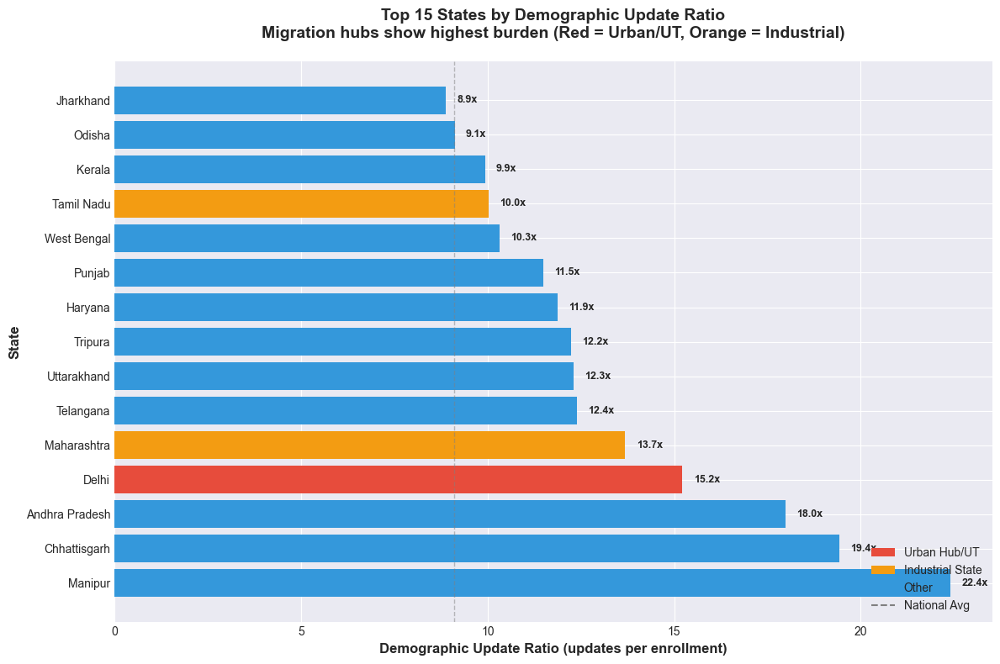 Top 15 States by Demographic Update Ratio
Migration hubs show highest burden (Red = Urban/UT, Orange = Industrial)
State
Jharkhand 8.9x
Odisha 9.1x
Kerala 9.9x
Tamil Nadu 10.0x
West Bengal 10.3x
Punjab 11.5x
Haryana 11.9x
Tripura 12.2x
Uttarakhand 12.3x
Telangana 12.4x
Maharashtra 13.7x
Delhi 15.2x
Andhra Pradesh 18.0x
Chhattisgarh 19.4x
Manipur 22.4x
Urban Hub/UT
Industrial State
Other
National Avg
0 5 10 15 20
Demographic Update Ratio (updates per enrollment)